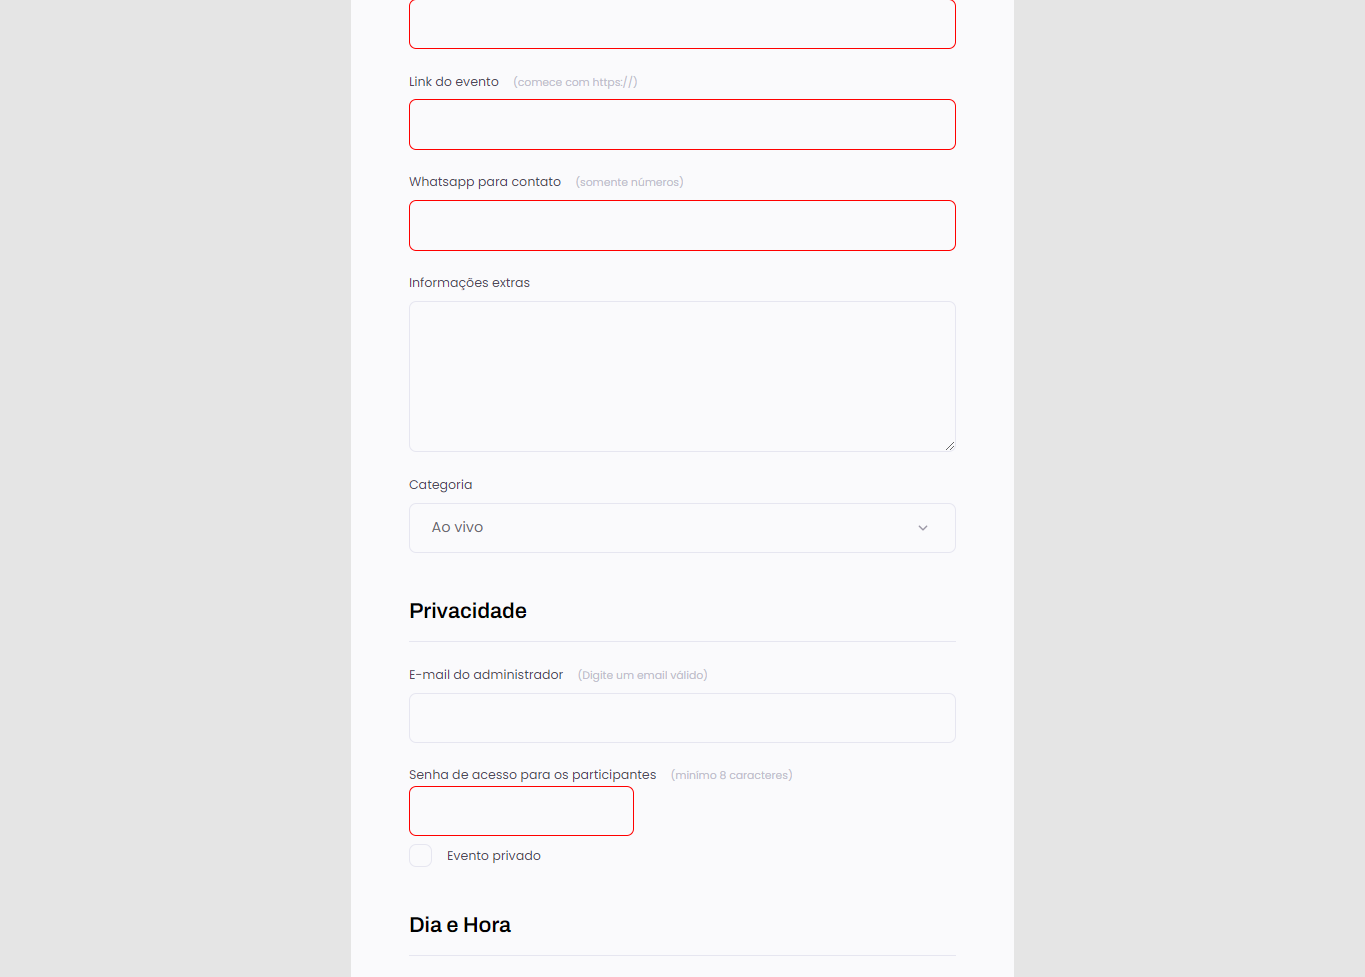 Link do evento (comece com https://)
Whatsapp para contato (somente números)
Informações extras
Categoria
Ao vivo
Privacidade
E-mail do administrador (Digite um email válido)
Senha de acesso para os participantes (minimo 8 caracteres)
Evento privado
Dia e Hora